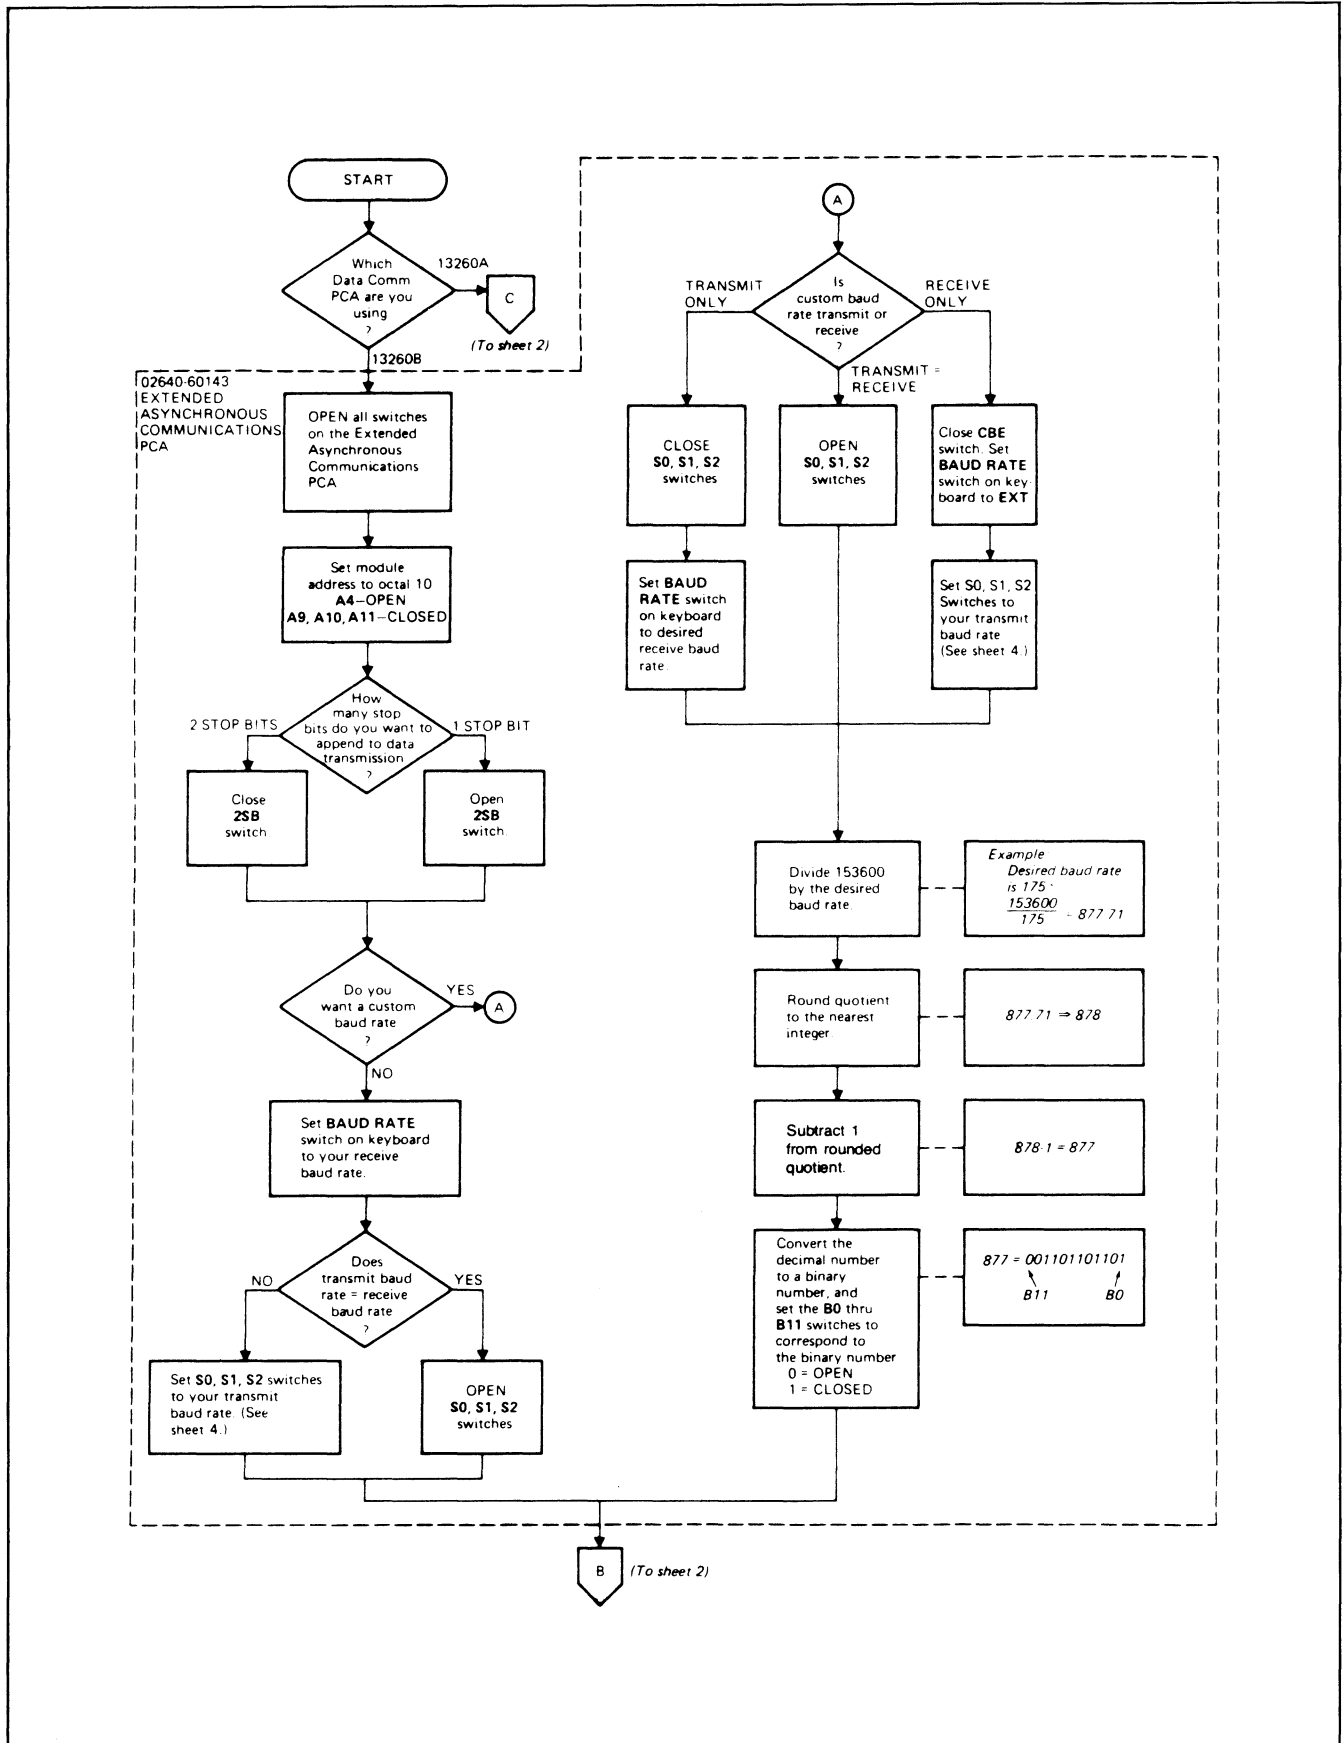 START
Which
Data Comm
PCA are you
using
?
13260A
C
(To sheet 2)
13260B
02640-60143
EXTENDED
ASYNCHRONOUS
COMMUNICATIONS
PCA
OPEN all switches
on the Extended
Asynchronous
Communications
PCA
Set module
address to octal 10
A4–OPEN
A9, A10, A11–CLOSED
How
many stop
bits do you want to
append to data
transmission
?
2 STOP BITS
1 STOP BIT
Close
2SB
switch
Open
2SB
switch.
Do you
want a custom
baud rate
?
YES
A
NO
Set BAUD RATE
switch on keyboard
to your receive
baud rate.
Does
transmit baud
rate = receive
baud rate
?
NO
YES
Set S0, S1, S2 switches
to your transmit
baud rate. (See
sheet 4.)
OPEN
S0, S1, S2
switches
A
Is
custom baud
rate transmit or
receive
?
TRANSMIT
ONLY
RECEIVE
ONLY
TRANSMIT =
RECEIVE
CLOSE
S0, S1, S2
switches
OPEN
S0, S1, S2
switches
Close CBE
switch. Set
BAUD RATE
switch on key-
board to EXT
Set BAUD
RATE switch
on keyboard
to desired
receive baud
rate.
Set S0, S1, S2
Switches to
your transmit
baud rate
(See sheet 4.)
Divide 153600
by the desired
baud rate.
Example
Desired baud rate
is 175:
153600
175
= 877.71
Round quotient
to the nearest
integer.
877.71 ⇒ 878
Subtract 1
from rounded
quotient.
878-1 = 877
Convert the
decimal number
to a binary
number, and
set the B0 thru
B11 switches to
correspond to
the binary number
0 = OPEN
1 = CLOSED
877 = 001101101101
B11 B0
B
(To sheet 2)